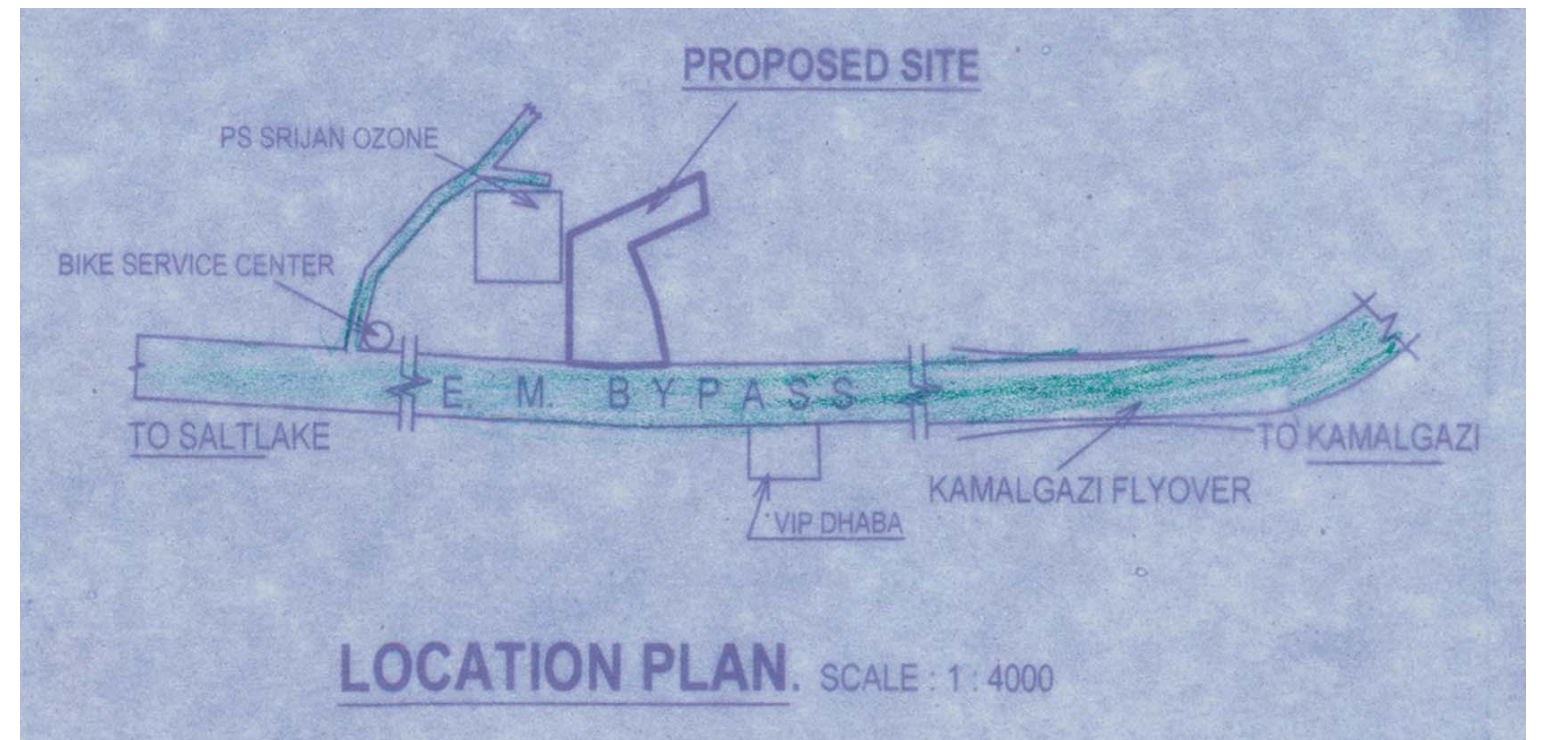 PROPOSED SITE
PS SRIJAN OZONE
BIKE SERVICE CENTER
E. M. BYPASS
TO SALTLAKE
TO KAMALGAZI
KAMALGAZI FLYOVER
VIP DHABA
LOCATION PLAN. SCALE : 1 : 4000